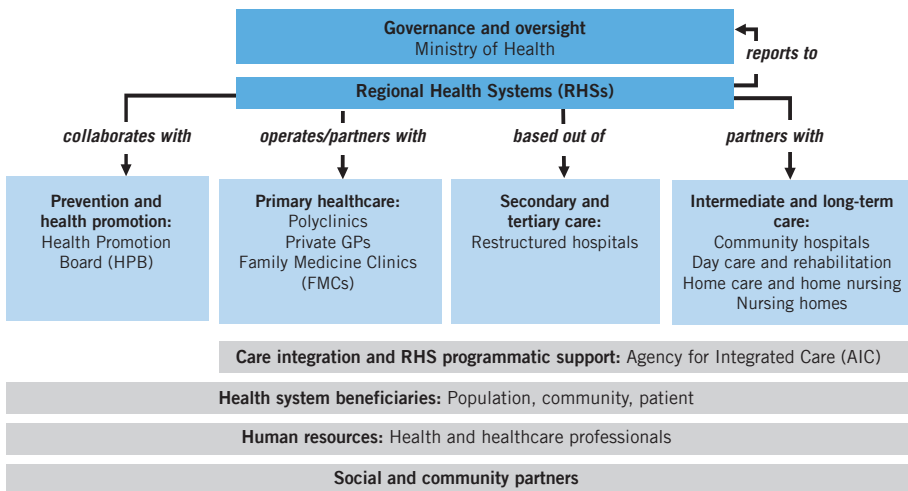 Governance and oversight
Ministry of Health
reports to
Regional Health Systems (RHSs)
collaborates with
operates/partners with
based out of
partners with
Prevention and
health promotion:
Health Promotion
Board (HPB)
Primary healthcare:
Polyclinics
Private GPs
Family Medicine Clinics
(FMCs)
Secondary and
tertiary care:
Restructured hospitals
Intermediate and long-term
care:
Community hospitals
Day care and rehabilitation
Home care and home nursing
Nursing homes
Care integration and RHS programmatic support: Agency for Integrated Care (AIC)
Health system beneficiaries: Population, community, patient
Human resources: Health and healthcare professionals
Social and community partners